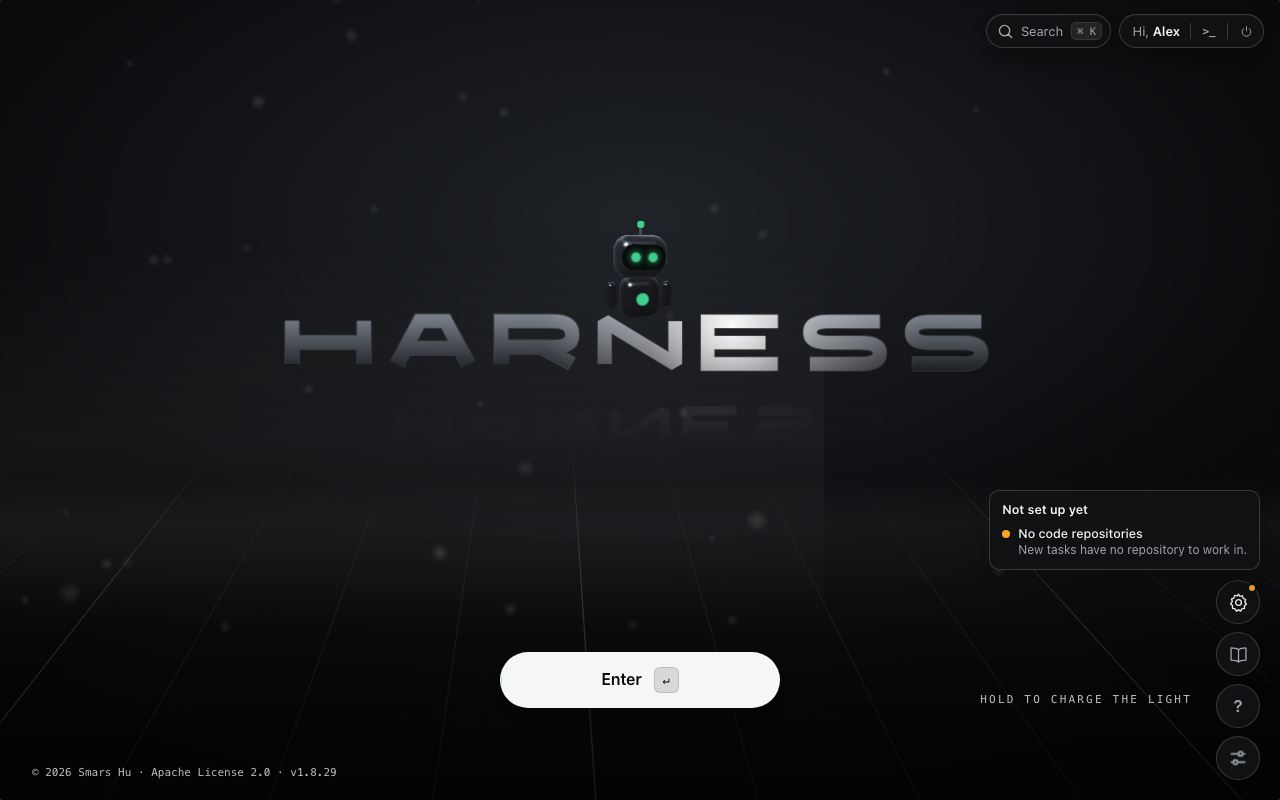 Search ⌘ K
Hi, Alex >_
HARNESS
Not set up yet
No code repositories
New tasks have no repository to work in.
Enter ↵
HOLD TO CHARGE THE LIGHT
?
© 2026 Smars Hu · Apache License 2.0 · v1.8.29